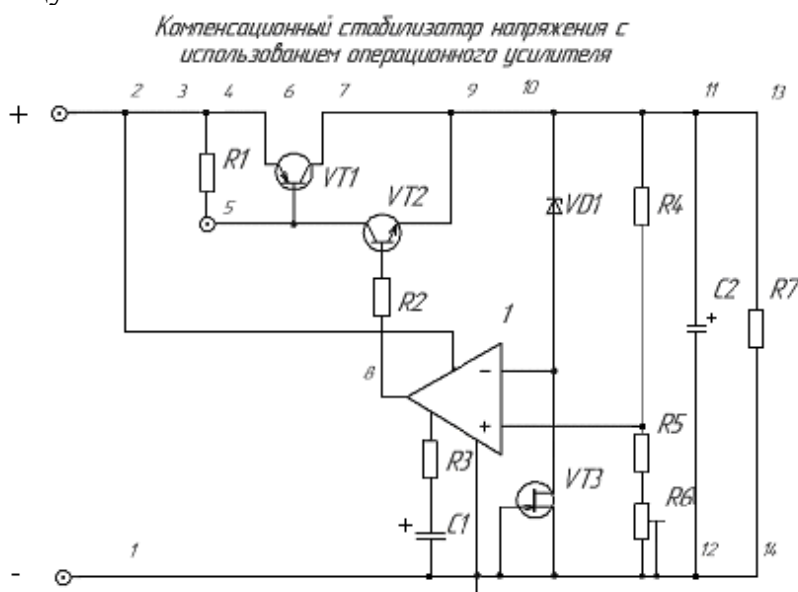 Компенсационный стабилизатор напряжения с
использованием операционного усилителя
2 3 4 6 7 9 10 11 13
+
R1 VT1
5 VT2 VD1 R4
R2 C2 + R7
1
8 -
+ R5
R3 VT3
R6
+ C1
1 12 14
-